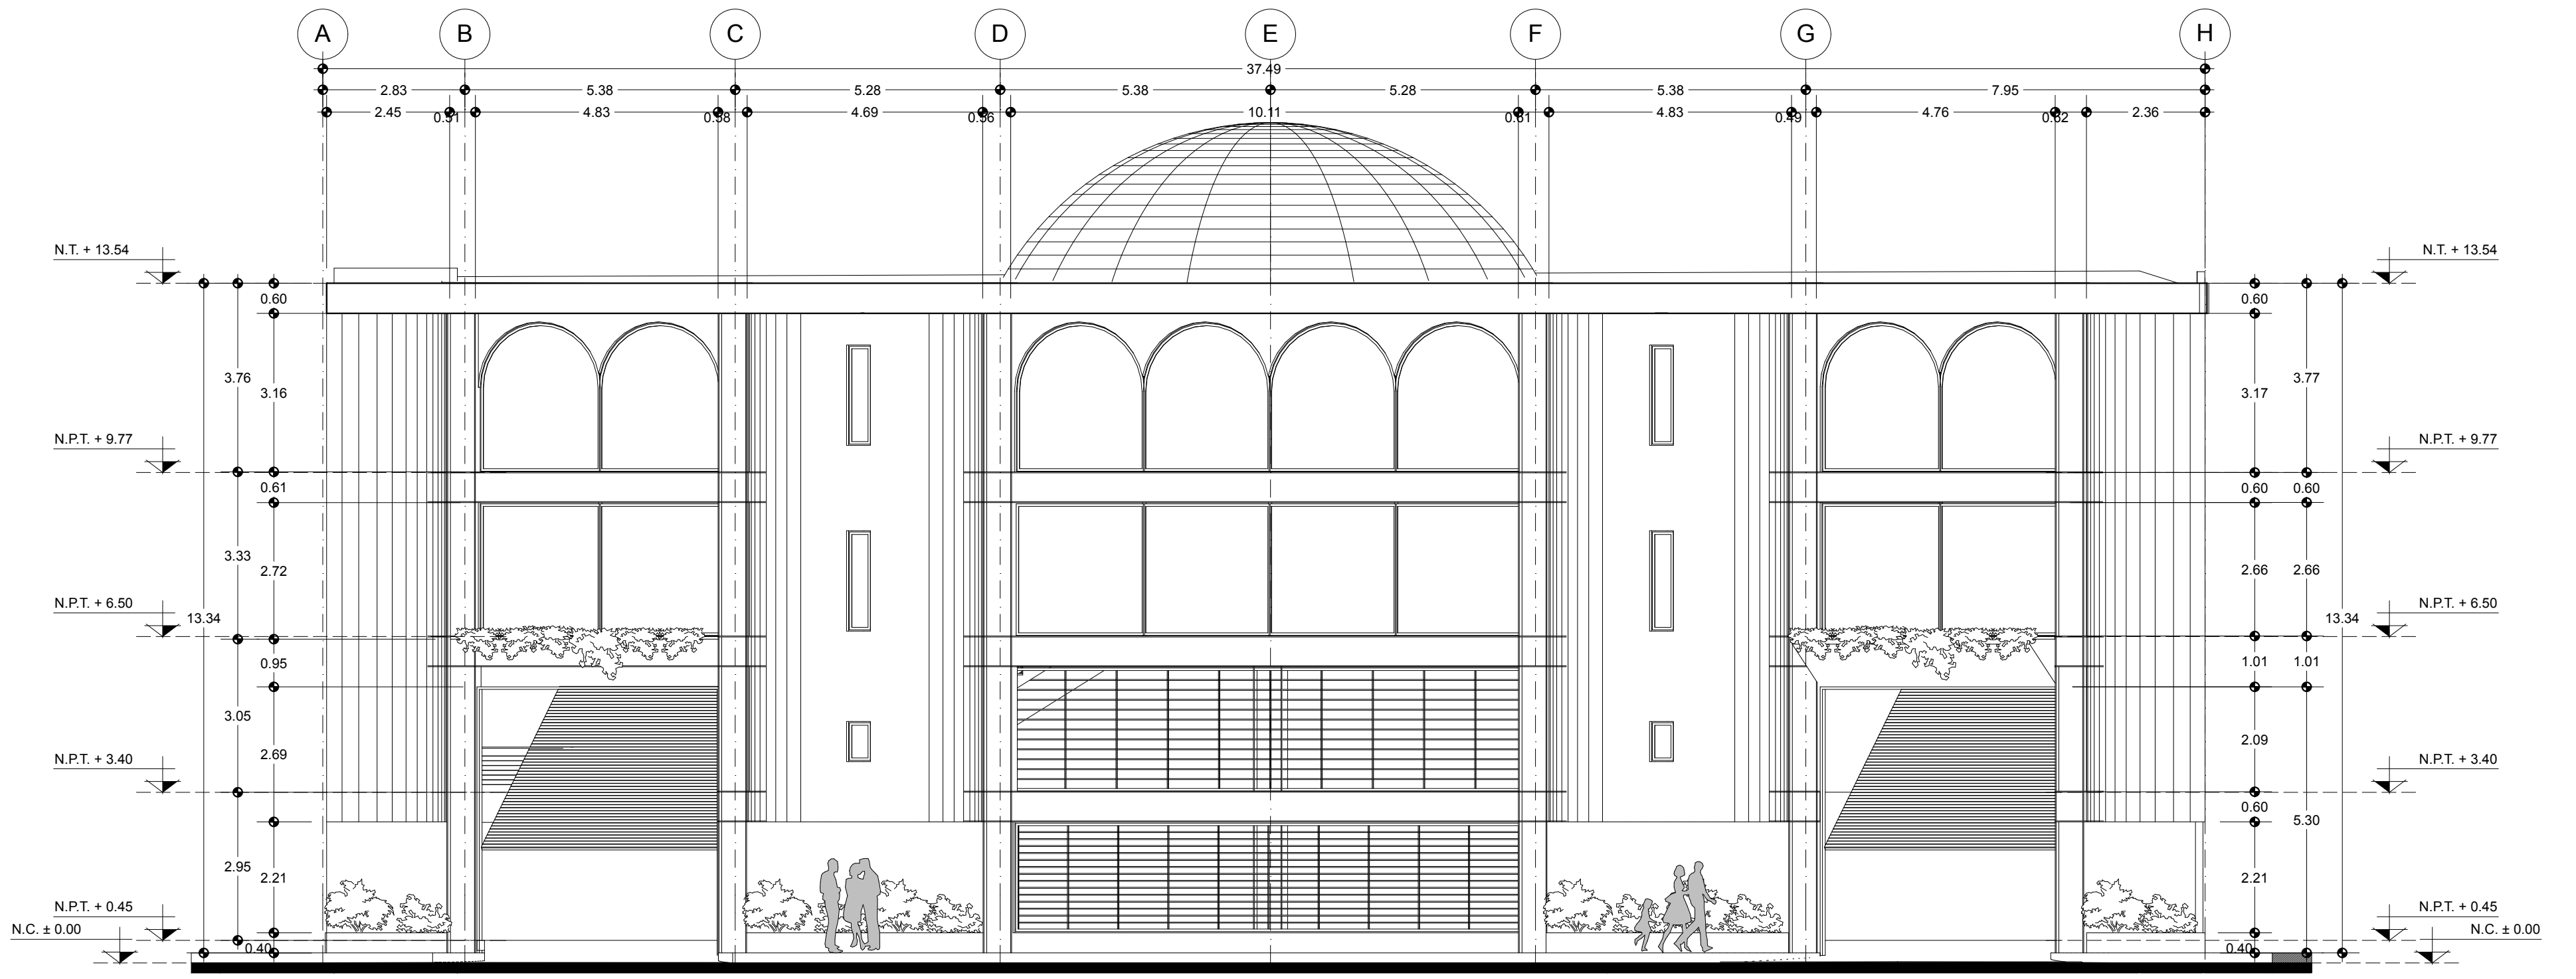 A B C D E F G H
37.49
2.83 5.38 5.28 5.38 5.28 5.38 7.95
2.45 0.51 4.83 0.58 4.69 0.56 10.11 0.61 4.83 0.49 4.76 0.62 2.36
N.T. + 13.54 N.T. + 13.54
0.60 0.60
3.76 3.77
3.16 3.17
N.P.T. + 9.77 N.P.T. + 9.77
0.61 0.60 0.60
3.33
2.72 2.66 2.66
N.P.T. + 6.50 N.P.T. + 6.50
13.34 13.34
0.95 1.01 1.01
3.05
2.69 2.09
N.P.T. + 3.40 N.P.T. + 3.40
0.60
5.30
2.95
2.21 2.21
N.P.T. + 0.45 N.P.T. + 0.45
N.C. ± 0.00 N.C. ± 0.00
0.40 0.40